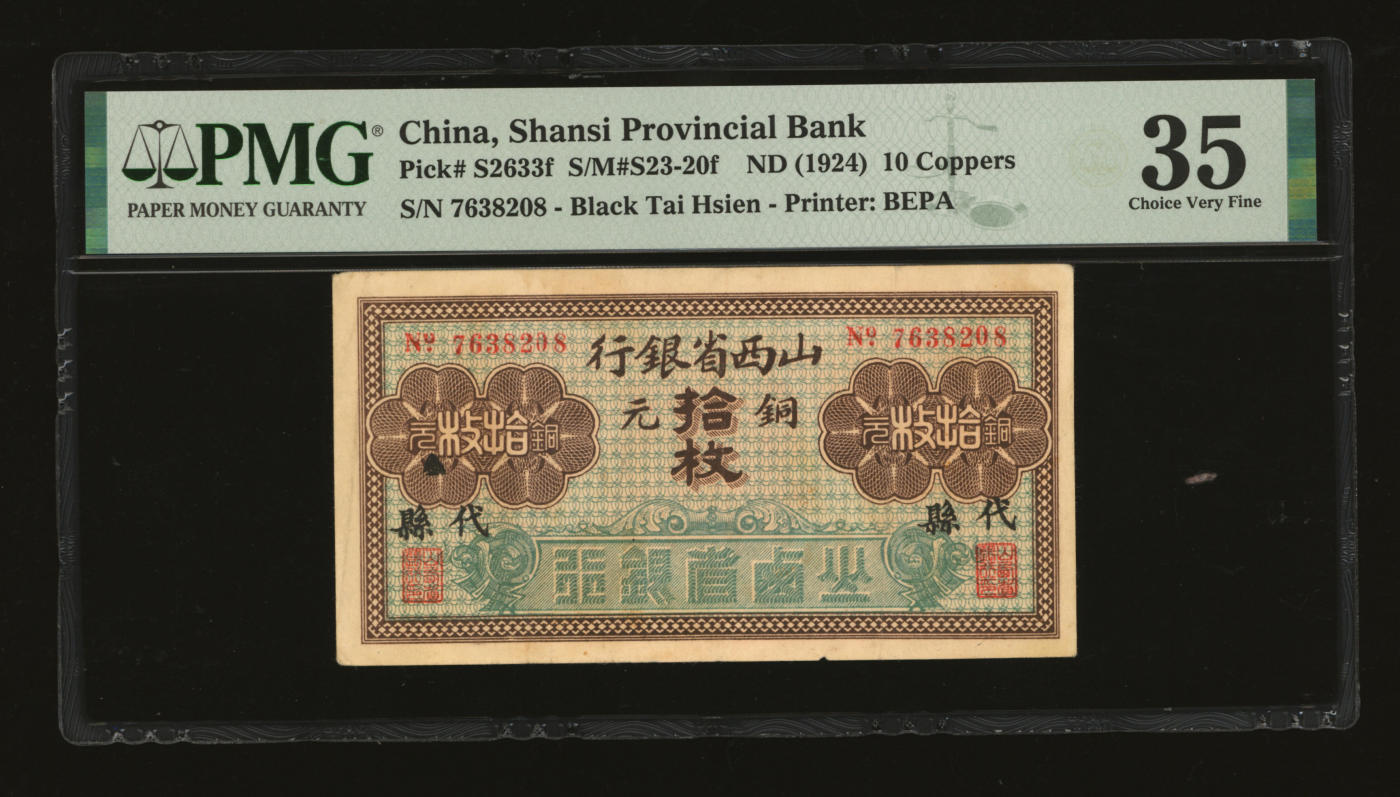 PMG®
PAPER MONEY GUARANTY
China, Shansi Provincial Bank
Pick# S2633f S/M#S23-20f ND (1924) 10 Coppers
S/N 7638208 - Black Tai Hsien - Printer: BEPA
35
Choice Very Fine
Nº 7638208
Nº 7638208
山西省銀行
銅元
拾枚
銅元拾枚
銅元拾枚
代縣
代縣
山西省銀行